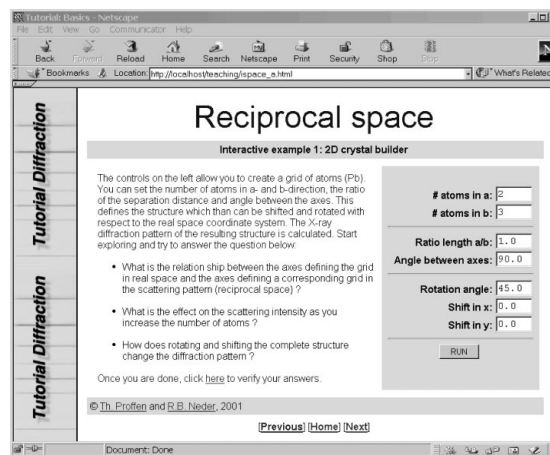 Tutorial: Basics - Netscape
File Edit View Go Communicator Help
Back Forward Reload Home Search Netscape Print Security Shop Stop
Bookmarks Location: http://localhost/teaching/ispace_a.html What's Related
Tutorial Diffraction
Tutorial Diffraction
Reciprocal space
Interactive example 1: 2D crystal builder
The controls on the left allow you to create a grid of atoms (Pb).
You can set the number of atoms in a- and b-direction, the ratio
of the separation distance and angle between the axes. This
defines the structure which than can be shifted and rotated with
respect to the real space coordinate system. The X-ray
diffraction pattern of the resulting structure is calculated. Start
exploring and try to answer the question below:
• What is the relation ship between the axes defining the grid
in real space and the axes defining a corresponding grid in
the scattering pattern (reciprocal space) ?
• What is the effect on the scattering intensity as you
increase the number of atoms ?
• How does rotating and shifting the complete structure
change the diffraction pattern ?
Once you are done, click here to verify your answers.
# atoms in a: 2
# atoms in b: 3
Ratio length a/b: 1.0
Angle between axes: 90.0
Rotation angle: 45.0
Shift in x: 0.0
Shift in y: 0.0
RUN
© Th. Proffen and R.B. Neder, 2001
[Previous] [Home] [Next]
Document: Done